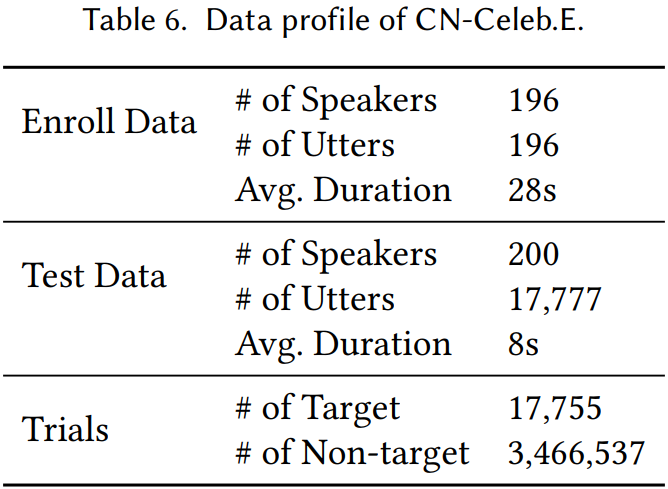 Table 6. Data profile of CN-Celeb.E.
Enroll Data
# of Speakers 196
# of Utters 196
Avg. Duration 28s
Test Data
# of Speakers 200
# of Utters 17,777
Avg. Duration 8s
Trials
# of Target 17,755
# of Non-target 3,466,537